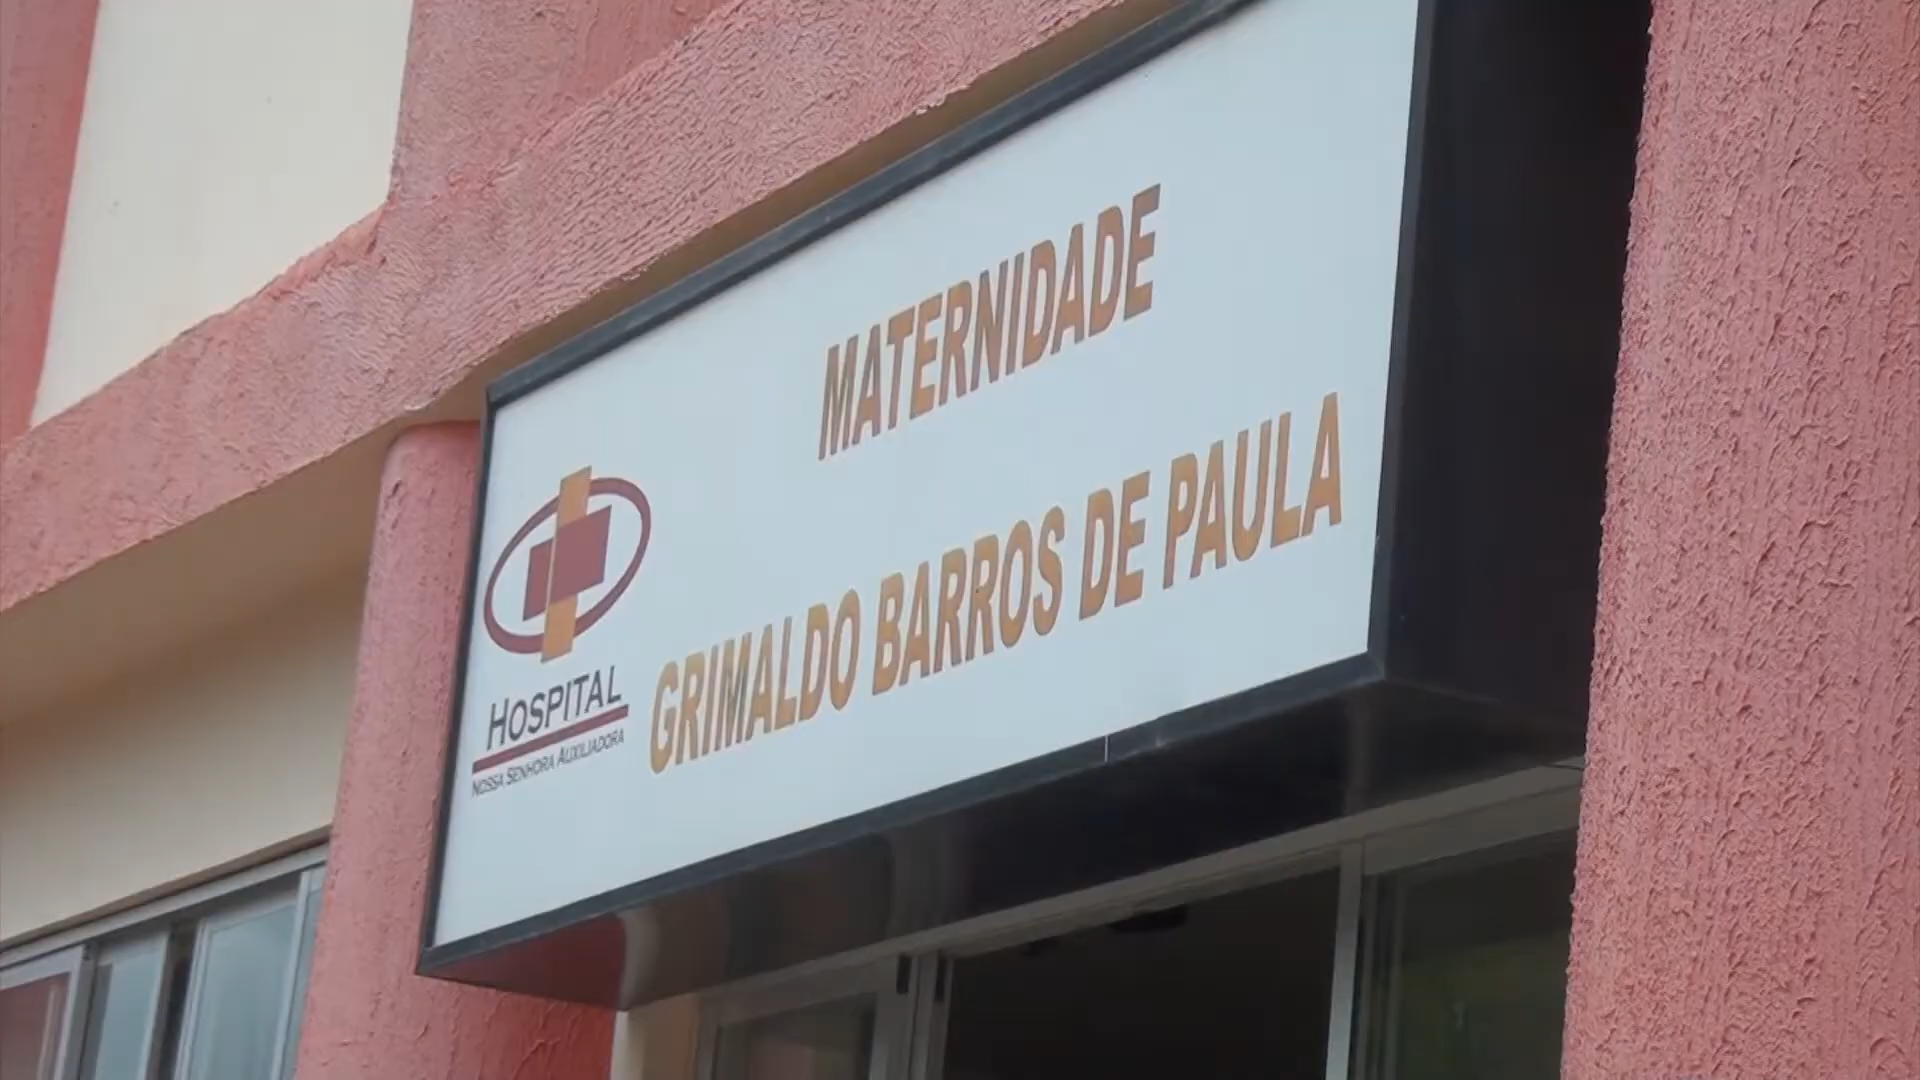 MATERNIDADE
GRIMALDO BARROS DE PAULA
HOSPITAL
NOSSA SENHORA AUXILIADORA